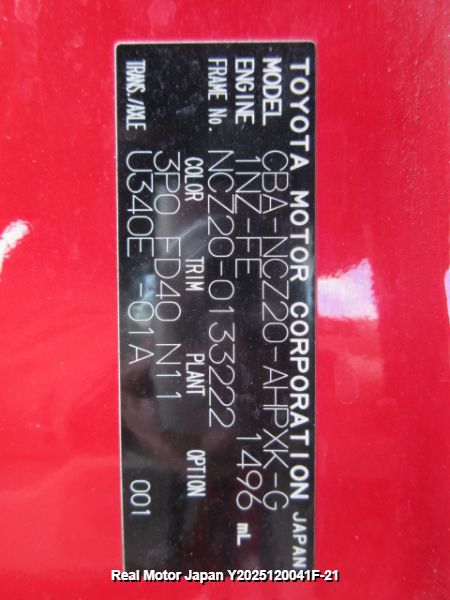 TOYOTA MOTOR CORPORATION JAPAN
MODEL CBA-NCZ20-AHPXK-G
ENGINE 1NZ-FE 1496 mL
FRAME No. NCZ20-0133222
COLOR TRIM PLANT OPTION
3P0 FD40 N11
TRANS./AXLE U340E -01A 001
Real Motor Japan Y2025120041F-21